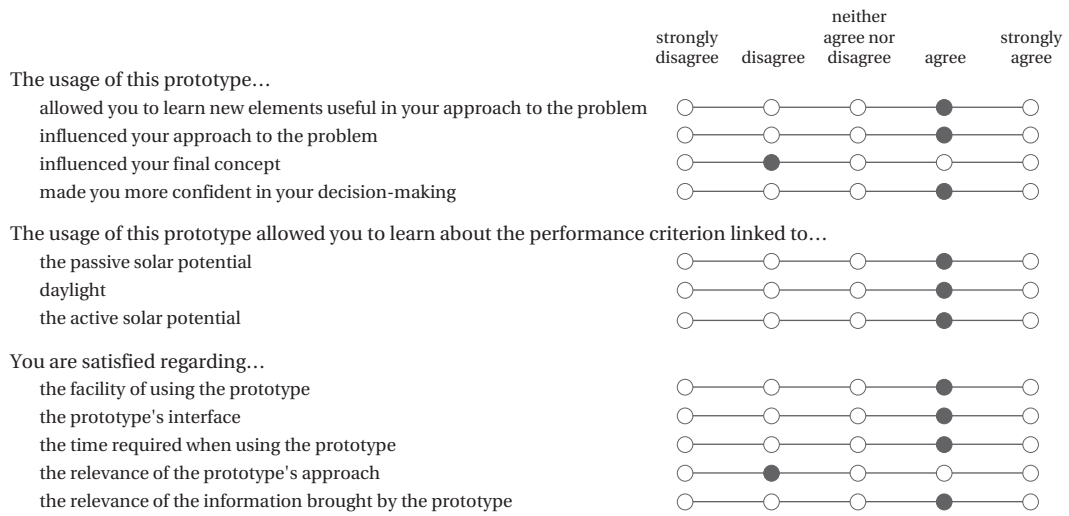 strongly disagree
disagree
neither agree nor disagree
agree
strongly agree
The usage of this prototype…
allowed you to learn new elements useful in your approach to the problem
influenced your approach to the problem
influenced your final concept
made you more confident in your decision-making
The usage of this prototype allowed you to learn about the performance criterion linked to…
the passive solar potential
daylight
the active solar potential
You are satisfied regarding…
the facility of using the prototype
the prototype's interface
the time required when using the prototype
the relevance of the prototype's approach
the relevance of the information brought by the prototype